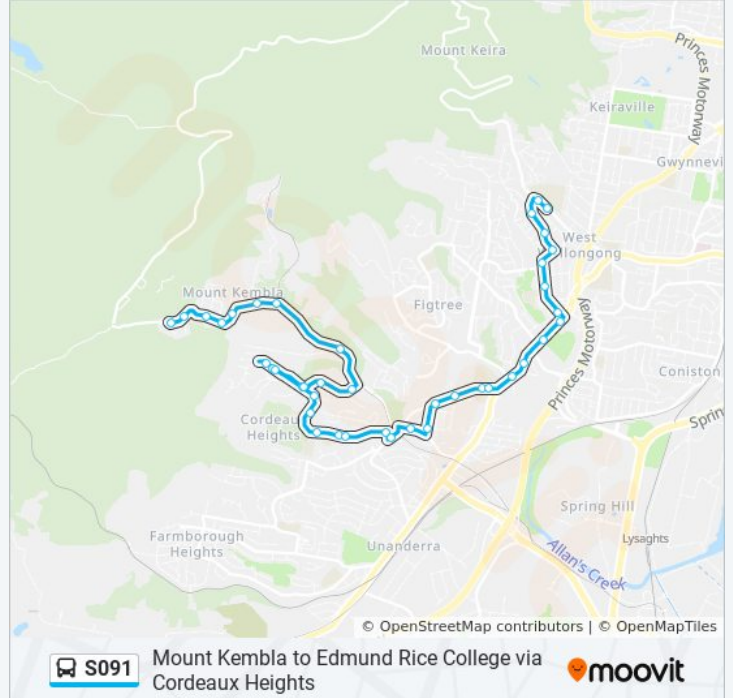 Mount Keira
Princes Motorway
Keiraville
Gwynnevi
West
llongong
Mount Kembla
Figtree
Princes Motorway
Coniston
Sprin
Cordeau
Heights
Spring Hill
Lysaghts
Farmborough
Heights
Unanderra
Allan's Creek
© OpenStreetMap contributors | © OpenMapTiles
S091
Mount Kembla to Edmund Rice College via
Cordeaux Heights
moovit